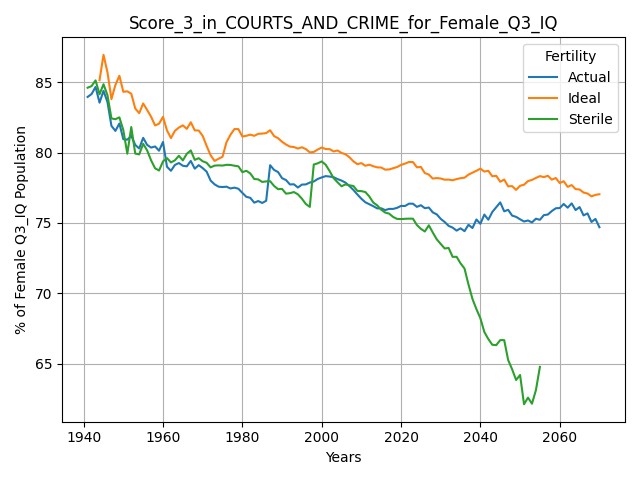 Score_3_in_COURTS_AND_CRIME_for_Female_Q3_IQ
Fertility
Actual
Ideal
Sterile
% of Female Q3_IQ Population
85
80
75
70
65
1940 1960 1980 2000 2020 2040 2060
Years